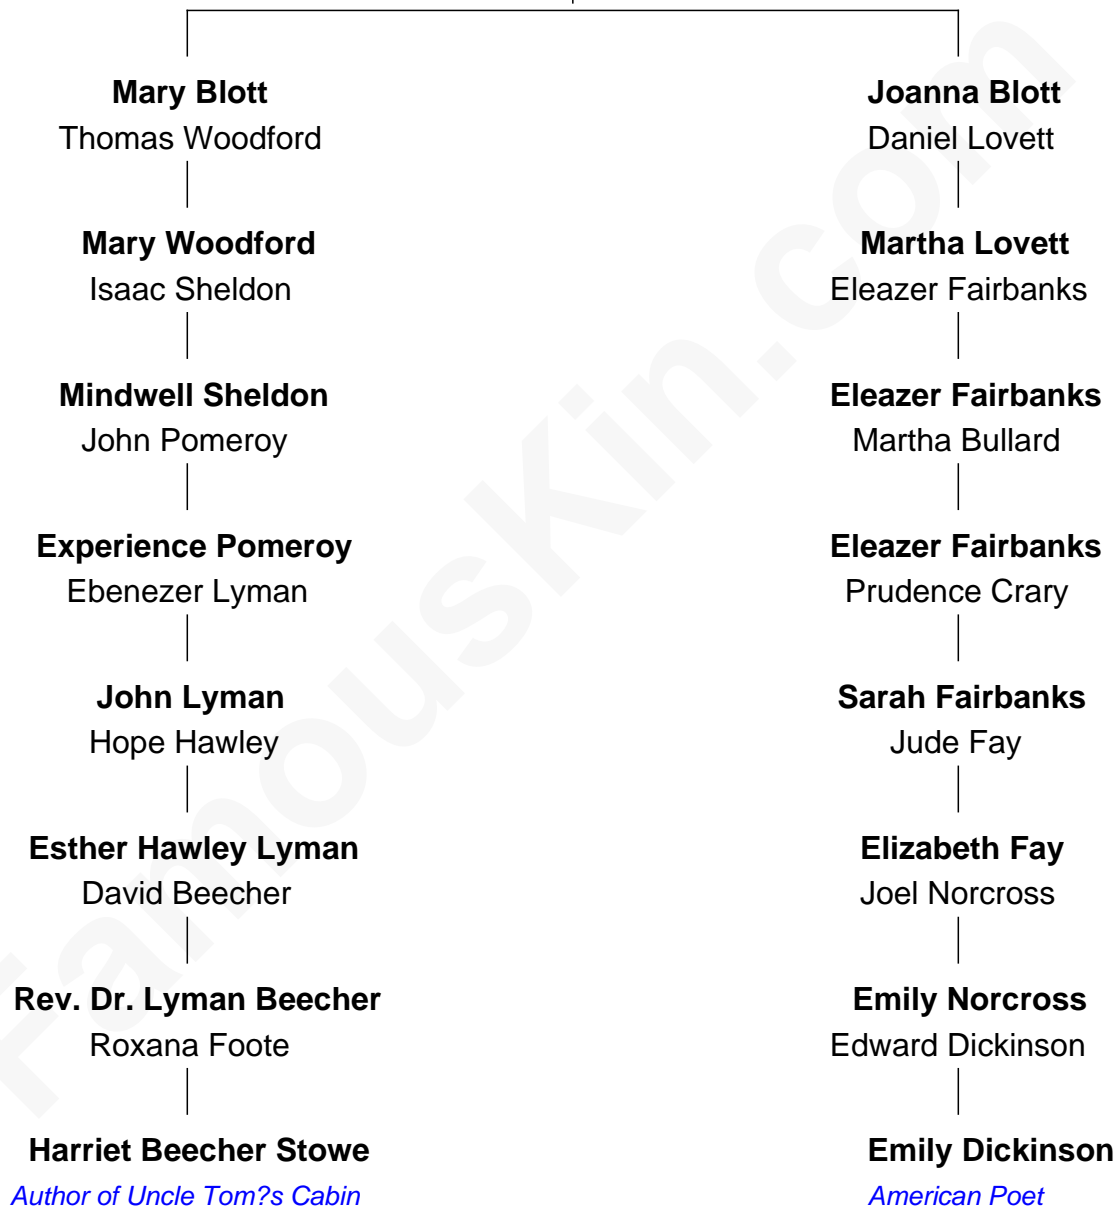 Mary Blott
Thomas Woodford
Mary Woodford
Isaac Sheldon
Mindwell Sheldon
John Pomeroy
Experience Pomeroy
Ebenezer Lyman
John Lyman
Hope Hawley
Esther Hawley Lyman
David Beecher
Rev. Dr. Lyman Beecher
Roxana Foote
Harriet Beecher Stowe
Author of Uncle Tom?s Cabin
Joanna Blott
Daniel Lovett
Martha Lovett
Eleazer Fairbanks
Eleazer Fairbanks
Martha Bullard
Eleazer Fairbanks
Prudence Crary
Sarah Fairbanks
Jude Fay
Elizabeth Fay
Joel Norcross
Emily Norcross
Edward Dickinson
Emily Dickinson
American Poet
FamousKin.com